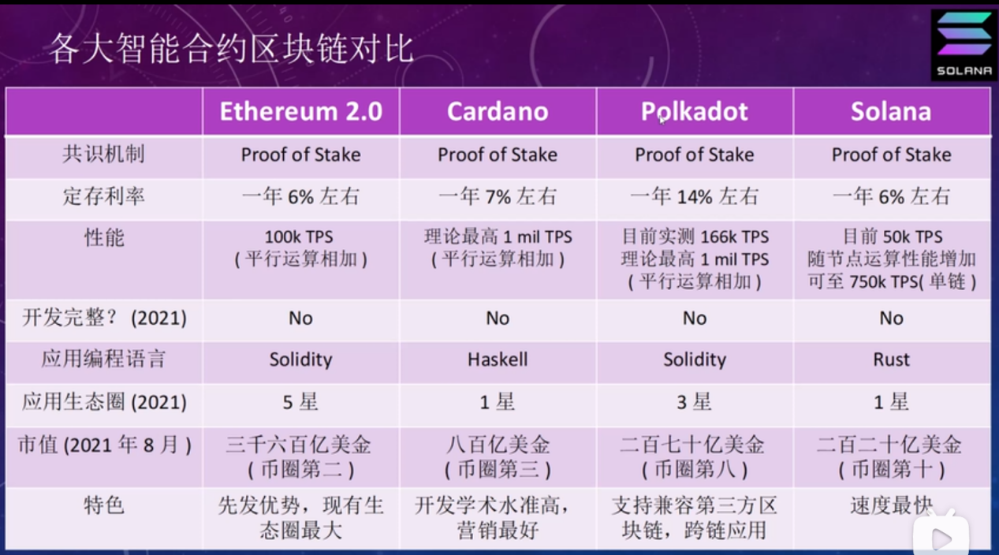 各大智能合约区块链对比
SOLANA
Ethereum 2.0 Cardano Polkadot Solana
共识机制 Proof of Stake Proof of Stake Proof of Stake Proof of Stake
定存利率 一年 6% 左右 一年 7% 左右 一年 14% 左右 一年 6% 左右
性能 100k TPS 理论最高 1 mil TPS 目前实测 166k TPS 目前 50k TPS
( 平行运算相加 ) ( 平行运算相加 ) 理论最高 1 mil TPS 随节点运算性能增加
( 平行运算相加 ) 可至 750k TPS( 单链 )
开发完整? (2021) No No No No
应用编程语言 Solidity Haskell Solidity Rust
应用生态圈 (2021) 5 星 1 星 3 星 1 星
市值 (2021 年 8 月 ) 三千六百亿美金 八百亿美金 二百七十亿美金 二百二十亿美金
( 币圈第二 ) ( 币圈第三 ) ( 币圈第八 ) ( 币圈第十 )
特色 先发优势，现有生 开发学术水准高， 支持兼容第三方区 速度最快
态圈最大 营销最好 块链，跨链应用